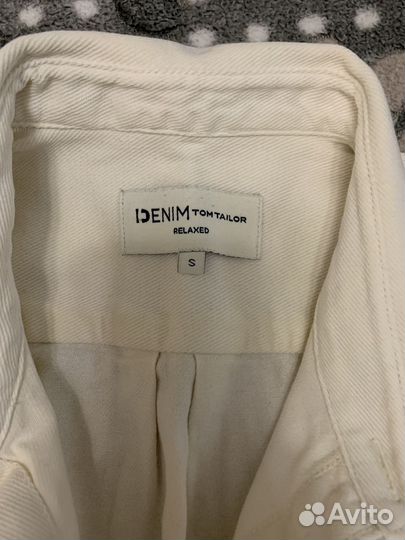 DENIM TOM TAILOR
RELAXED
S
Avito